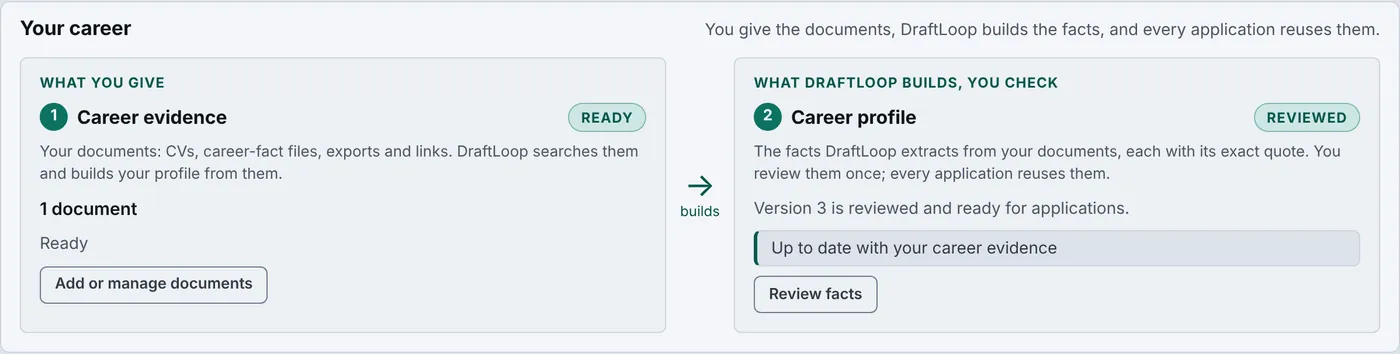 Your career
You give the documents, DraftLoop builds the facts, and every application reuses them.
WHAT YOU GIVE
1 Career evidence
READY
Your documents: CVs, career-fact files, exports and links. DraftLoop searches them
and builds your profile from them.
1 document
Ready
Add or manage documents
builds
WHAT DRAFTLOOP BUILDS, YOU CHECK
2 Career profile
REVIEWED
The facts DraftLoop extracts from your documents, each with its exact quote. You
review them once; every application reuses them.
Version 3 is reviewed and ready for applications.
Up to date with your career evidence
Review facts